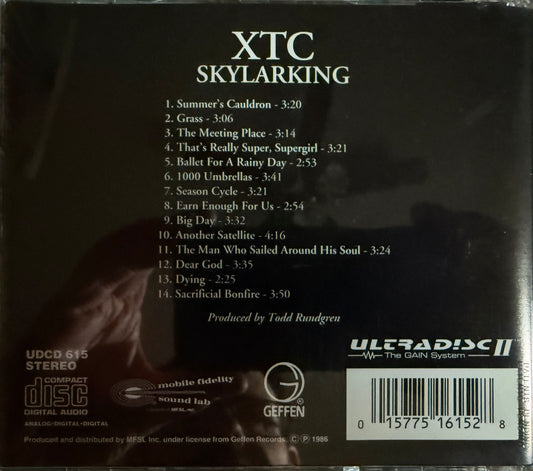 XTC
SKYLARKING
1. Summer's Cauldron - 3:20
2. Grass - 3:06
3. The Meeting Place - 3:14
4. That's Really Super, Supergirl - 3:21
5. Ballet For A Rainy Day - 2:53
6. 1000 Umbrellas - 3:41
7. Season Cycle - 3:21
8. Earn Enough For Us - 2:54
9. Big Day - 3:32
10. Another Satellite - 4:16
11. The Man Who Sailed Around His Soul - 3:24
12. Dear God - 3:35
13. Dying - 2:25
14. Sacrificial Bonfire - 3:50
Produced by Todd Rundgren
UDCD 615
STEREO
COMPACT
disc
DIGITAL AUDIO
ANALOG·DIGITAL·DIGITAL
mobile fidelity
sound lab
G
GEFFEN
ULTRADISC II
The GAIN System
0 15775 16152 8
Produced and distributed by MFSL Inc. under license from Geffen Records. © ℗ 1986